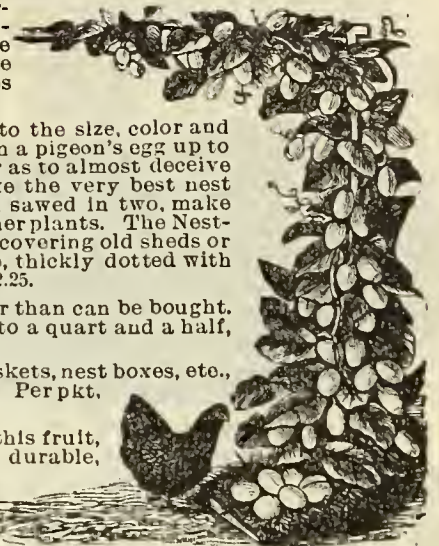 e
e
s
to the size, color and
a pigeon's egg up to
as to almost deceive
e the very best nest
sawed in two, make
er plants. The Nest-
covering old sheds or
, thickly dotted with
2.25.
r than can be bought.
to a quart and a half,
skets, nest boxes, etc.,
Per pkt,
this fruit,
durable,